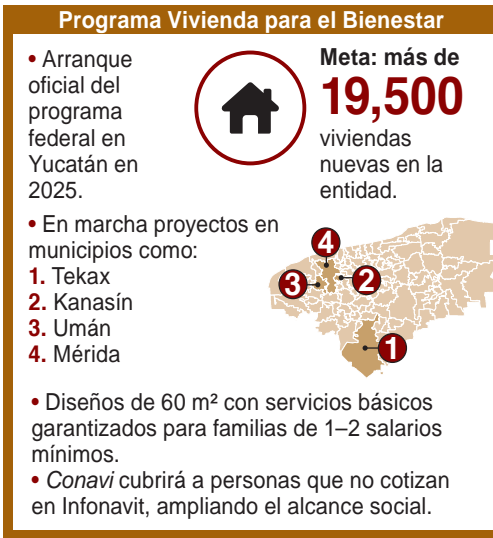 Programa Vivienda para el Bienestar
• Arranque
oficial del
programa
federal en
Yucatán en
2025.
Meta: más de
19,500
viviendas
nuevas en la
entidad.
• En marcha proyectos en
municipios como:
1. Tekax
2. Kanasín
3. Umán
4. Mérida
4
3
2
1
• Diseños de 60 m² con servicios básicos
garantizados para familias de 1–2 salarios
mínimos.
• Conavi cubrirá a personas que no cotizan
en Infonavit, ampliando el alcance social.